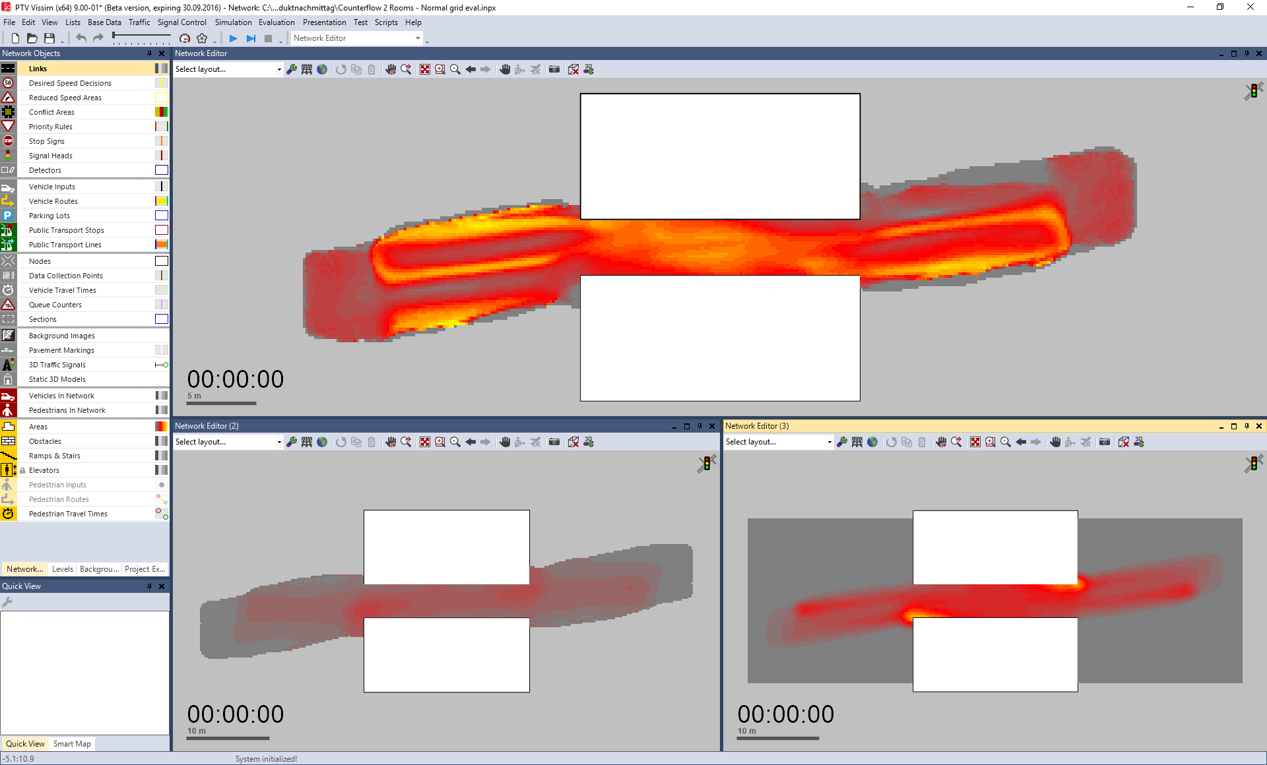 PTV Vissim (x64) 9.00-01* (Beta version, expiring 30.09.2016) - Network: C:\...duktnachmittag\Counterflow 2 Rooms - Normal grid eval.inpx
File Edit View Lists Base Data Traffic Signal Control Simulation Evaluation Presentation Test Scripts Help
Network Editor
Network Objects
Links
Desired Speed Decisions
Reduced Speed Areas
Conflict Areas
Priority Rules
Stop Signs
Signal Heads
Detectors
Vehicle Inputs
Vehicle Routes
Parking Lots
Public Transport Stops
Public Transport Lines
Nodes
Data Collection Points
Vehicle Travel Times
Queue Counters
Sections
Background Images
Pavement Markings
3D Traffic Signals
Static 3D Models
Vehicles In Network
Pedestrians In Network
Areas
Obstacles
Ramps & Stairs
Elevators
Pedestrian Inputs
Pedestrian Routes
Pedestrian Travel Times
Network... Levels Backgrou... Project Ex...
Quick View
Quick View Smart Map
Network Editor
Select layout...
00:00:00
5 m
Network Editor (2)
Select layout...
00:00:00
10 m
Network Editor (3)
Select layout...
00:00:00
10 m
-5.1:10.9 System initialized!